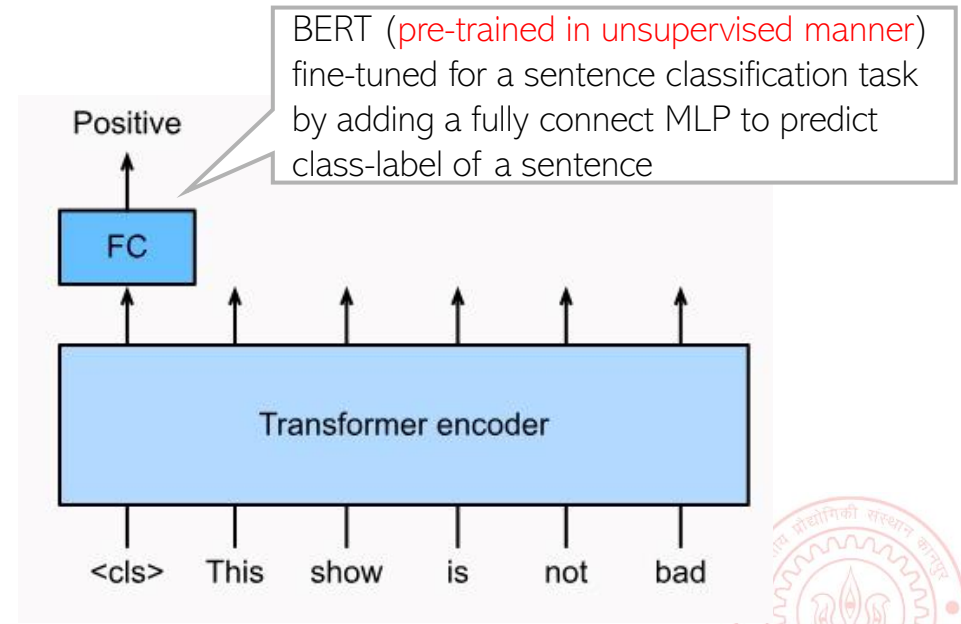 BERT (pre-trained in unsupervised manner)
fine-tuned for a sentence classification task
by adding a fully connect MLP to predict
class-label of a sentence
Positive
FC
Transformer encoder
<cls> This show is not bad
प्रौद्योगिकी संस्थान कानपुर